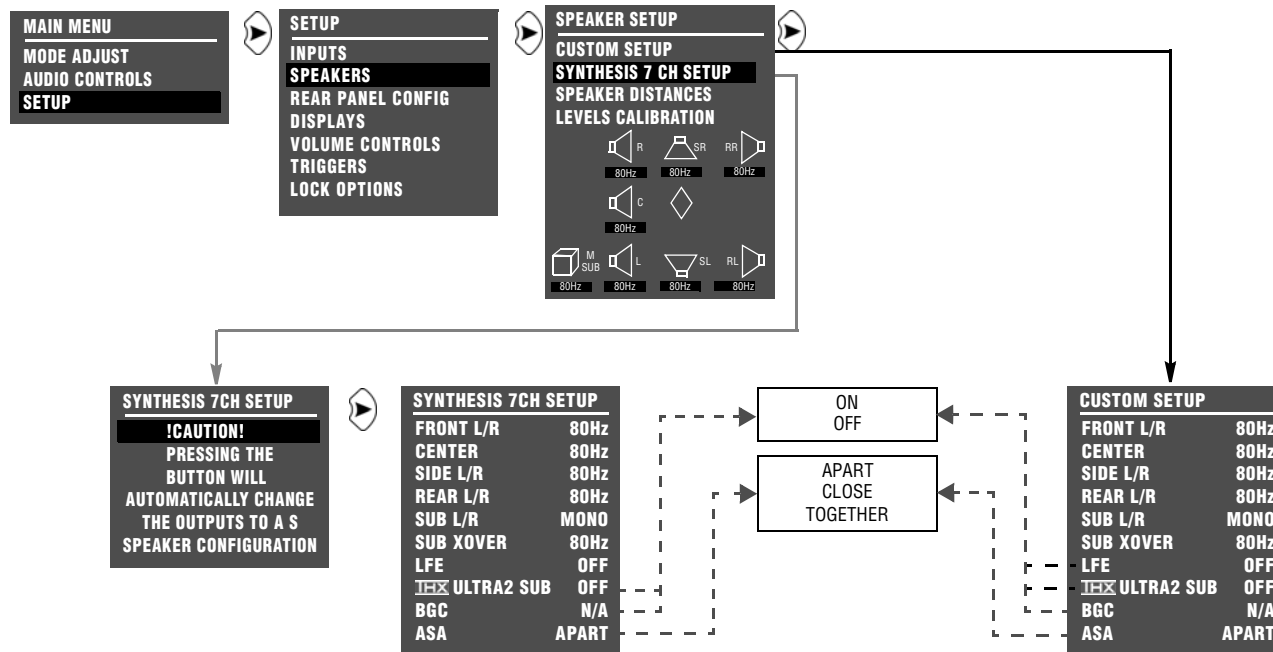 MAIN MENU
MODE ADJUST
AUDIO CONTROLS
SETUP
SETUP
INPUTS
SPEAKERS
REAR PANEL CONFIG
DISPLAYS
VOLUME CONTROLS
TRIGGERS
LOCK OPTIONS
SPEAKER SETUP
CUSTOM SETUP
SYNTHESIS 7 CH SETUP
SPEAKER DISTANCES
LEVELS CALIBRATION
R SR RR
80Hz 80Hz 80Hz
C
80Hz
M
SUB L SL RL
80Hz 80Hz 80Hz 80Hz
SYNTHESIS 7CH SETUP
!CAUTION!
PRESSING THE
BUTTON WILL
AUTOMATICALLY CHANGE
THE OUTPUTS TO A S
SPEAKER CONFIGURATION
SYNTHESIS 7CH SETUP
FRONT L/R 80Hz
CENTER 80Hz
SIDE L/R 80Hz
REAR L/R 80Hz
SUB L/R MONO
SUB XOVER 80Hz
LFE OFF
THX ULTRA2 SUB OFF
BGC N/A
ASA APART
ON
OFF
APART
CLOSE
TOGETHER
CUSTOM SETUP
FRONT L/R 80Hz
CENTER 80Hz
SIDE L/R 80Hz
REAR L/R 80Hz
SUB L/R MONO
SUB XOVER 80Hz
LFE OFF
THX ULTRA2 SUB OFF
BGC N/A
ASA APART